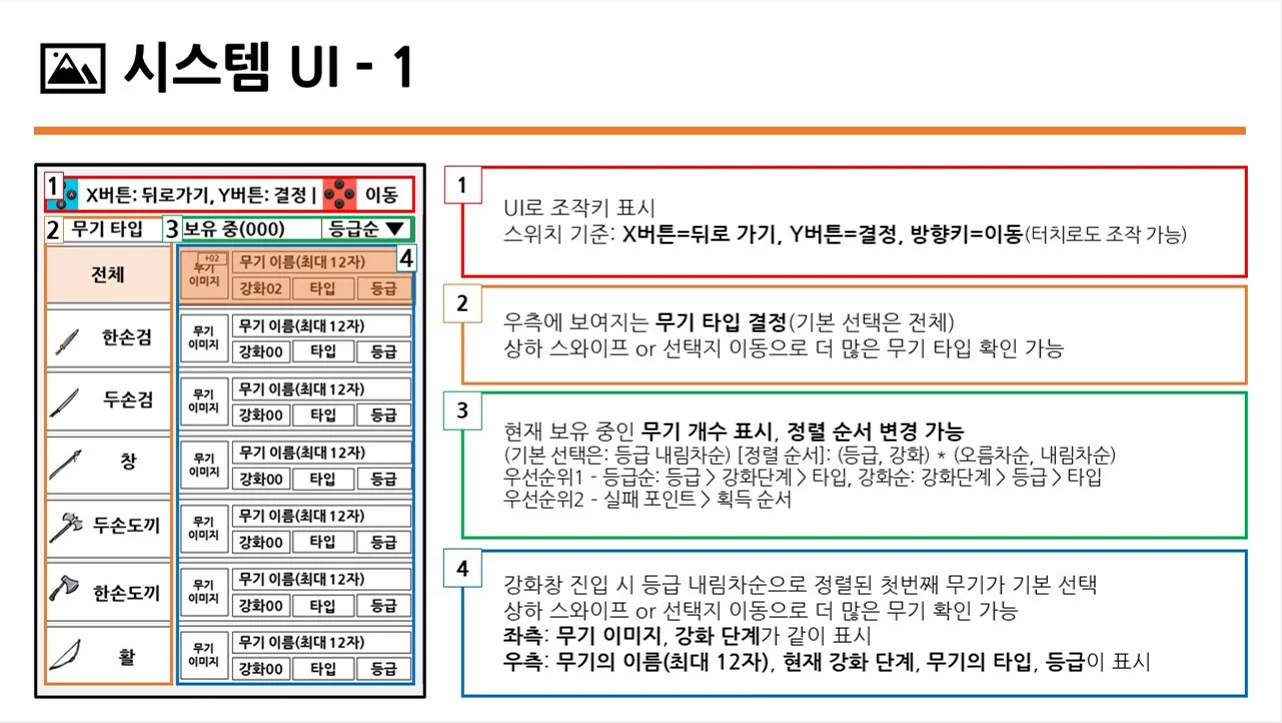 시스템 UI - 1
1
X버튼: 뒤로가기, Y버튼: 결정 |
이동
2
무기 타입
3
보유 중(000)
등급순 ▼
4
전체
+02
무기
이미지
무기 이름(최대 12자)
강화02
타입
등급
한손검
무기
이미지
무기 이름(최대 12자)
강화00
타입
등급
두손검
무기
이미지
무기 이름(최대 12자)
강화00
타입
등급
창
무기
이미지
무기 이름(최대 12자)
강화00
타입
등급
두손도끼
무기
이미지
무기 이름(최대 12자)
강화00
타입
등급
한손도끼
무기
이미지
무기 이름(최대 12자)
강화00
타입
등급
활
무기
이미지
무기 이름(최대 12자)
강화00
타입
등급
1
UI로 조작키 표시
스위치 기준: X버튼=뒤로 가기, Y버튼=결정, 방향키=이동(터치로도 조작 가능)
2
우측에 보여지는 무기 타입 결정(기본 선택은 전체)
상하 스와이프 or 선택지 이동으로 더 많은 무기 타입 확인 가능
3
현재 보유 중인 무기 개수 표시, 정렬 순서 변경 가능
(기본 선택은: 등급 내림차순) [정렬 순서]: (등급, 강화) * (오름차순, 내림차순)
우선순위1 - 등급순: 등급 > 강화단계 > 타입, 강화순: 강화단계 > 등급 > 타입
우선순위2 - 실패 포인트 > 획득 순서
4
강화창 진입 시 등급 내림차순으로 정렬된 첫번째 무기가 기본 선택
상하 스와이프 or 선택지 이동으로 더 많은 무기 확인 가능
좌측: 무기 이미지, 강화 단계가 같이 표시
우측: 무기의 이름(최대 12자), 현재 강화 단계, 무기의 타입, 등급이 표시